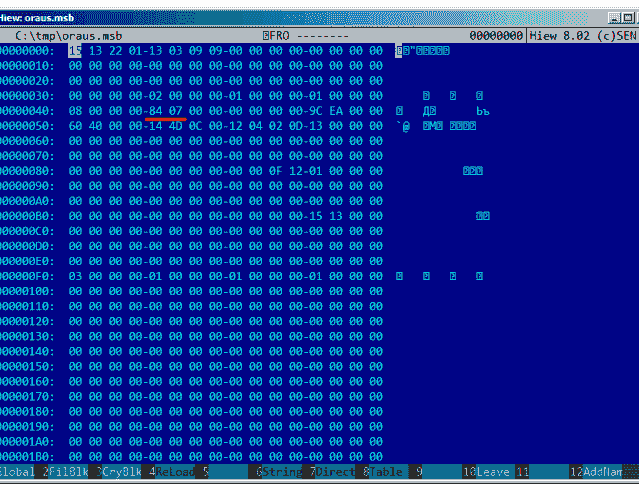 Hiew: oraus.msb
C:\tmp\oraus.msb FRO -------- 00000000 Hiew 8.02 (c)SEN
00000000: 15 13 22 01-13 03 09 09-00 00 00 00-00 00 00 00 "
00000010: 00 00 00 00-00 00 00 00-00 00 00 00-00 00 00 00
00000020: 00 00 00 00-00 00 00 00-00 00 00 00-00 00 00 00
00000030: 00 00 00 00-02 00 00 00-01 00 00 00-01 00 00 00
00000040: 08 00 00 00-84 07 00 00-00 00 00 00-9C EA 00 00 Д Ьъ
00000050: 60 40 00 00-14 4D 0C 00-12 04 02 0D-13 00 00 00 `@ M
00000060: 00 00 00 00-00 00 00 00-00 00 00 00-00 00 00 00
00000070: 00 00 00 00-00 00 00 00-00 00 00 00-00 00 00 00
00000080: 00 00 00 00-00 00 00 00-00 00 0F 12-01 00 00 00
00000090: 00 00 00 00-00 00 00 00-00 00 00 00-00 00 00 00
000000A0: 00 00 00 00-00 00 00 00-00 00 00 00-00 00 00 00
000000B0: 00 00 00 00-00 00 00 00-00 00 00 00-15 13 00 00
000000C0: 00 00 00 00-00 00 00 00-00 00 00 00-00 00 00 00
000000D0: 00 00 00 00-00 00 00 00-00 00 00 00-00 00 00 00
000000E0: 00 00 00 00-00 00 00 00-00 00 00 00-00 00 00 00
000000F0: 03 00 00 00-01 00 00 00-01 00 00 00-01 00 00 00
00000100: 00 00 00 00-00 00 00 00-00 00 00 00-00 00 00 00
00000110: 00 00 00 00-00 00 00 00-00 00 00 00-00 00 00 00
00000120: 00 00 00 00-00 00 00 00-00 00 00 00-00 00 00 00
00000130: 00 00 00 00-00 00 00 00-00 00 00 00-00 00 00 00
00000140: 00 00 00 00-00 00 00 00-00 00 00 00-00 00 00 00
00000150: 00 00 00 00-00 00 00 00-00 00 00 00-00 00 00 00
00000160: 00 00 00 00-00 00 00 00-00 00 00 00-00 00 00 00
00000170: 00 00 00 00-00 00 00 00-00 00 00 00-00 00 00 00
00000180: 00 00 00 00-00 00 00 00-00 00 00 00-00 00 00 00
00000190: 00 00 00 00-00 00 00 00-00 00 00 00-00 00 00 00
000001A0: 00 00 00 00-00 00 00 00-00 00 00 00-00 00 00 00
000001B0: 00 00 00 00-00 00 00 00-00 00 00 00-00 00 00 00
Global 2FilBlk 3CryBlk 4ReLoad 5 6String 7Direct 8Table 9 10Leave 11 12AddNam